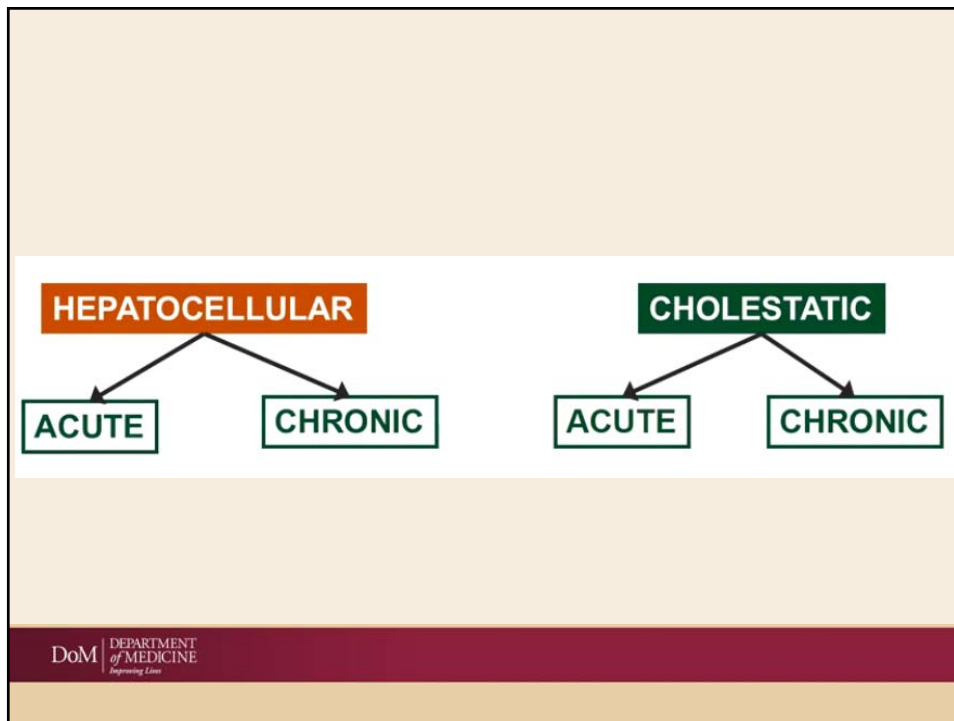 HEPATOCELLULAR
CHOLESTATIC
ACUTE
CHRONIC
ACUTE
CHRONIC
DoM
DEPARTMENT
of MEDICINE
Improving Lives